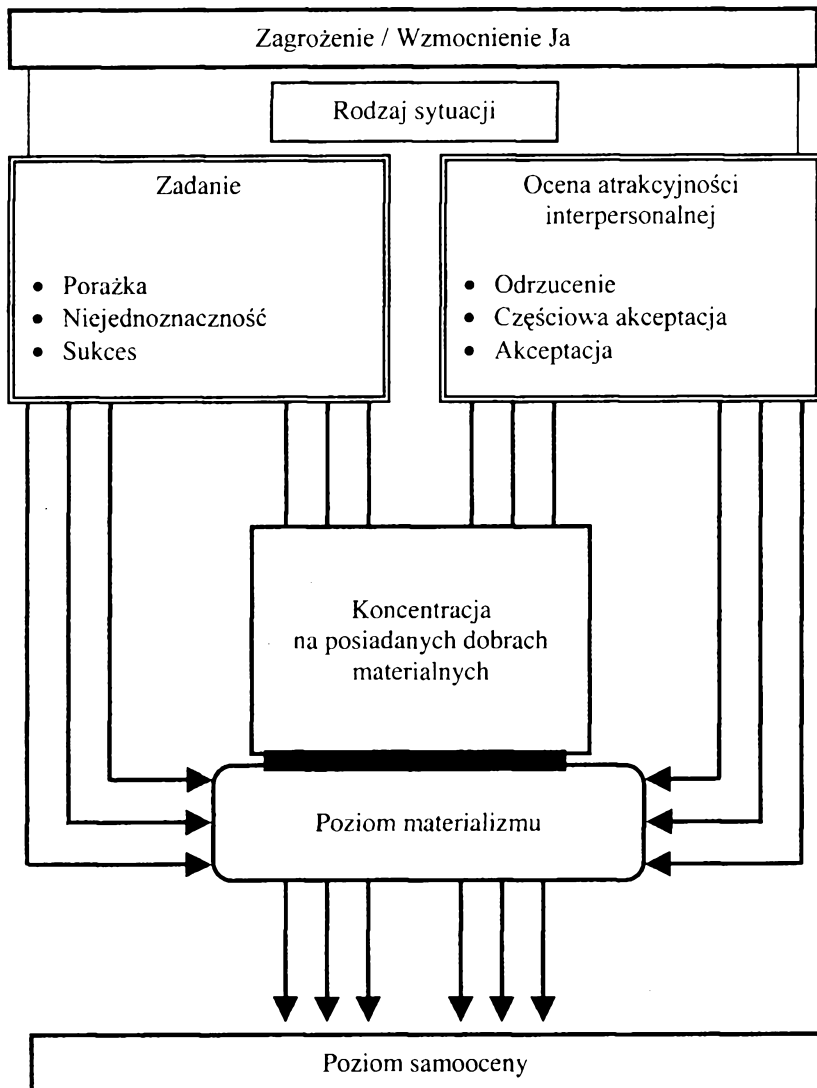 Zagrożenie / Wzmocnienie Ja
Rodzaj sytuacji
Zadanie
• Porażka
• Niejednoznaczność
• Sukces
Ocena atrakcyjności
interpersonalnej
• Odrzucenie
• Częściowa akceptacja
• Akceptacja
Koncentracja
na posiadanych dobrach
materialnych
Poziom materializmu
Poziom samooceny